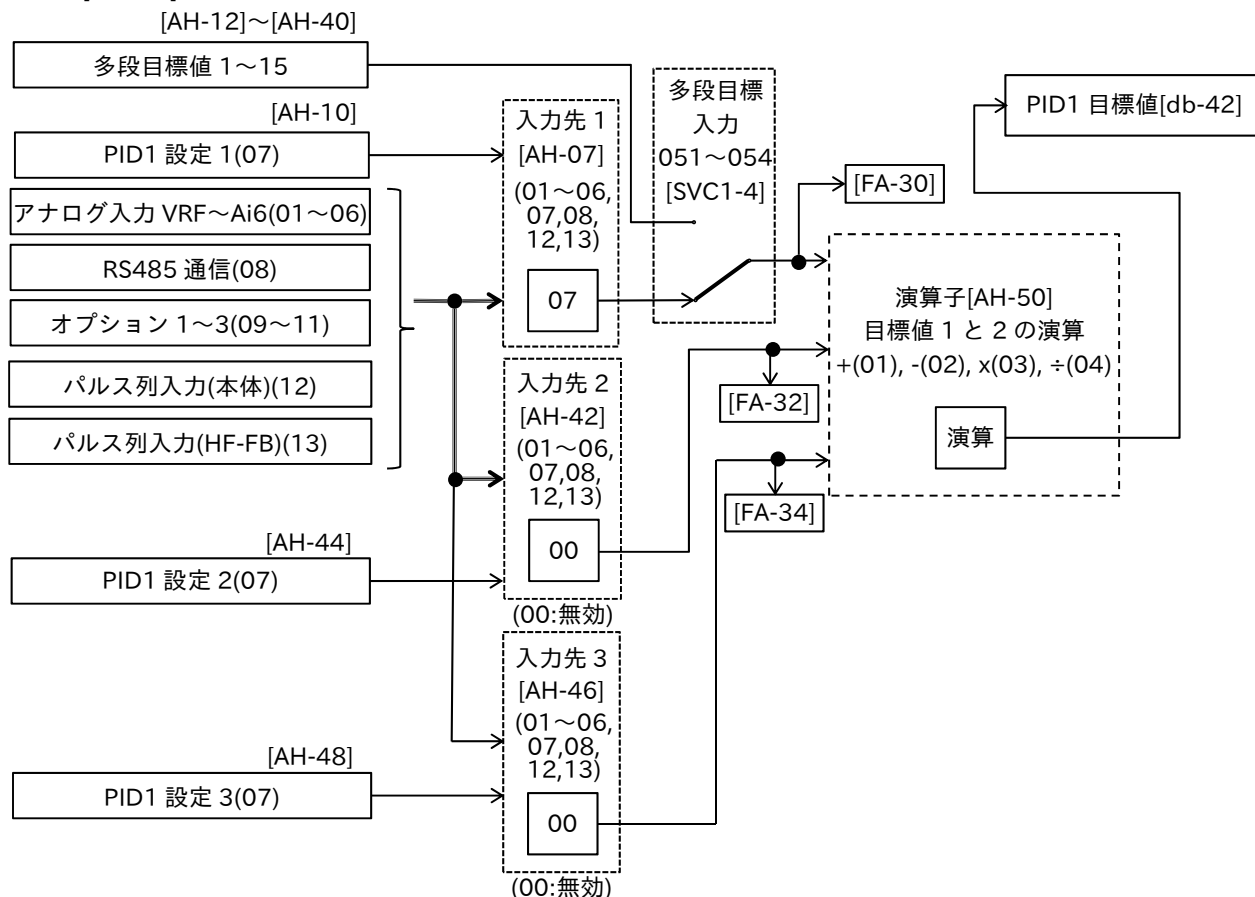 [AH-12]～[AH-40]
多段目標値 1～15
[AH-10]
PID1 設定 1(07)
アナログ入力 VRF～Ai6(01～06)
RS485 通信(08)
オプション 1～3(09～11)
パルス列入力(本体)(12)
パルス列入力(HF-FB)(13)
[AH-44]
PID1 設定 2(07)
[AH-48]
PID1 設定 3(07)
入力先 1
[AH-07]
(01～06,
07,08,
12,13)
07
入力先 2
[AH-42]
(01～06,
07,08,
12,13)
00
(00:無効)
入力先 3
[AH-46]
(01～06,
07,08,
12,13)
00
(00:無効)
多段目標
入力
051～054
[SVC1-4]
[FA-30]
[FA-32]
[FA-34]
PID1 目標値[db-42]
演算子[AH-50]
目標値 1 と 2 の演算
+(01), -(02), x(03), ÷(04)
演算